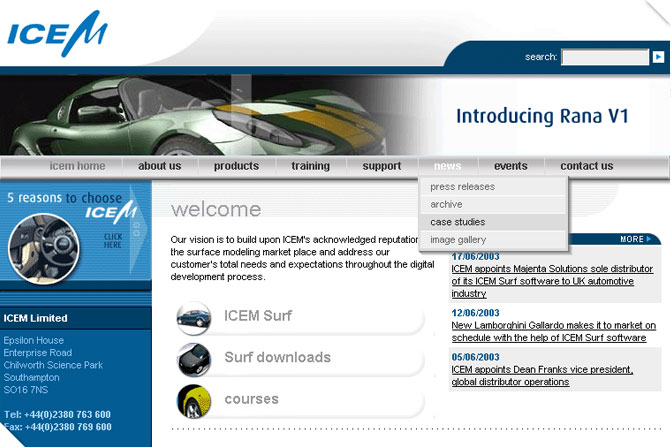 ICEM
search:
Introducing Rana V1
icem home
about us
products
training
support
news
events
contact us
press releases
archive
case studies
image gallery
5 reasons to choose
ICEM
CLICK
HERE
GO
welcome
Our vision is to build upon ICEM's acknowledged reputation
the surface modeling market place and address our
customer's total needs and expectations throughout the digital
development process.
ICEM Surf
Surf downloads
courses
MORE
17/06/2003
ICEM appoints Majenta Solutions sole distributor
of its ICEM Surf software to UK automotive
industry
12/06/2003
New Lamborghini Gallardo makes it to market on
schedule with the help of ICEM Surf software
05/06/2003
ICEM appoints Dean Franks vice president,
global distributor operations
ICEM Limited
Epsilon House
Enterprise Road
Chilworth Science Park
Southampton
SO16 7NS
Tel: +44(0)2380 763 600
Fax: +44(0)2380 769 600